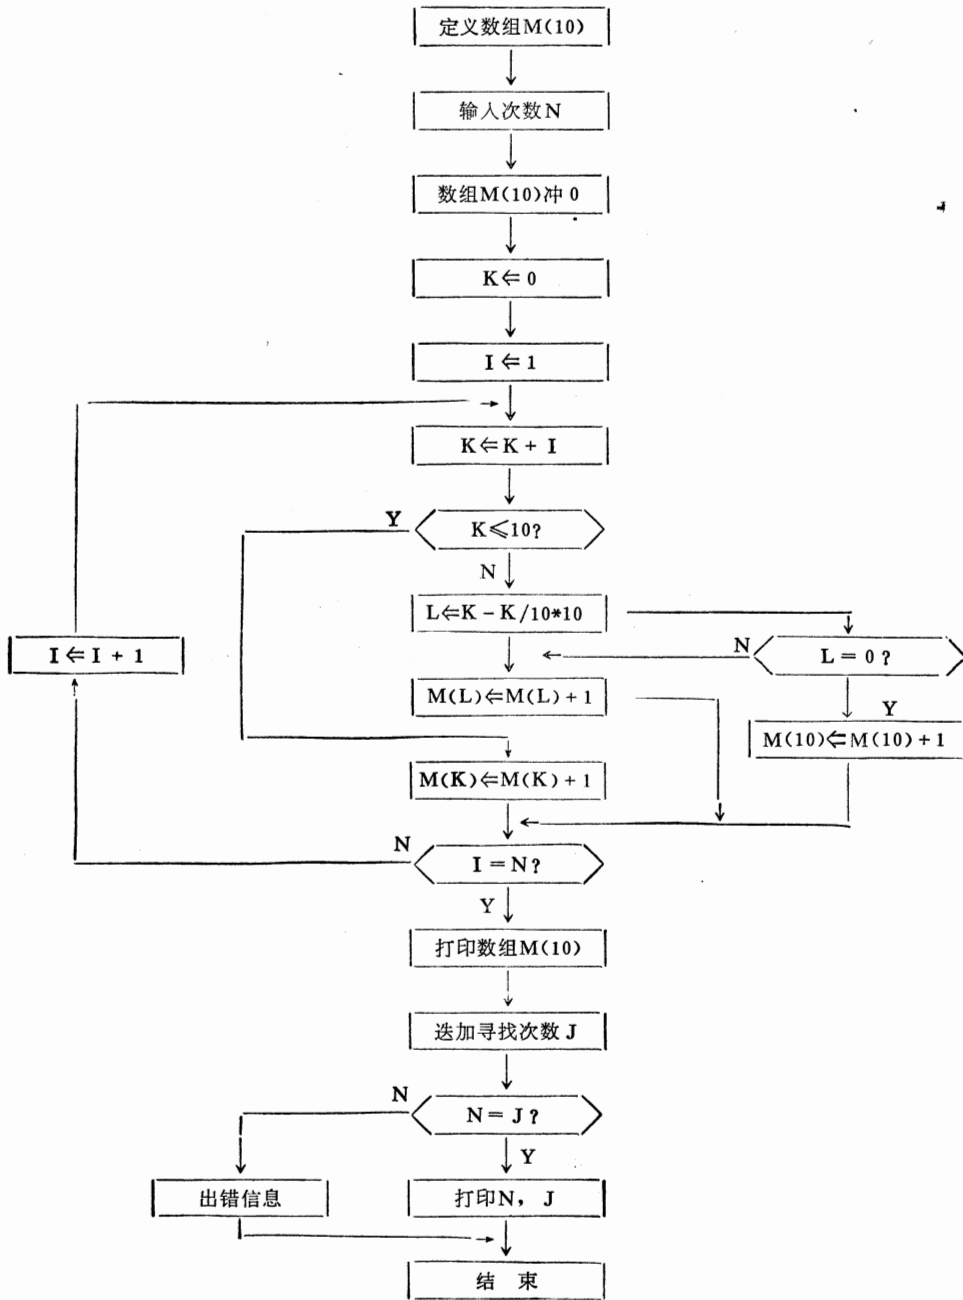 定义数组M(10)
输入次数N
数组M(10)冲0
K⇐0
I⇐1
K⇐K+I
Y
K≤10?
N
L⇐K-K/10*10
I⇐I+1
N
L=0?
M(L)⇐M(L)+1
Y
M(10)⇐M(10)+1
M(K)⇐M(K)+1
N
I=N?
Y
打印数组M(10)
迭加寻找次数J
N
N=J?
Y
出错信息
打印N, J
结 束